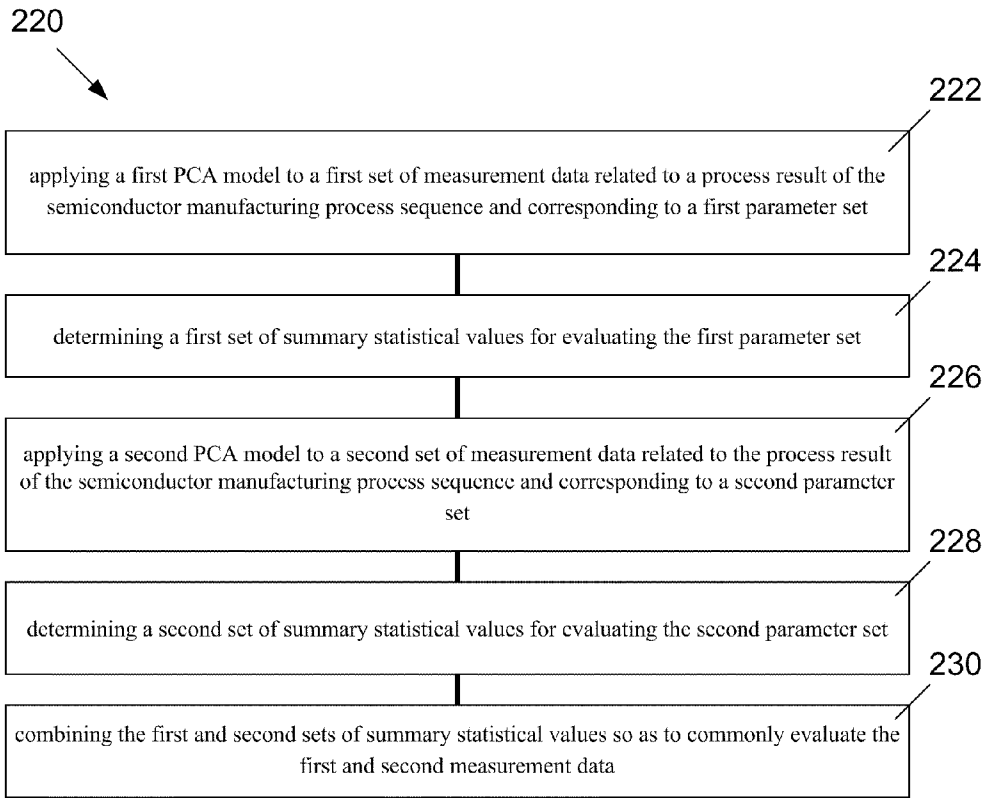 220
222
applying a first PCA model to a first set of measurement data related to a process result of the
semiconductor manufacturing process sequence and corresponding to a first parameter set
224
determining a first set of summary statistical values for evaluating the first parameter set
226
applying a second PCA model to a second set of measurement data related to the process result
of the semiconductor manufacturing process sequence and corresponding to a second parameter
set
228
determining a second set of summary statistical values for evaluating the second parameter set
230
combining the first and second sets of summary statistical values so as to commonly evaluate the
first and second measurement data